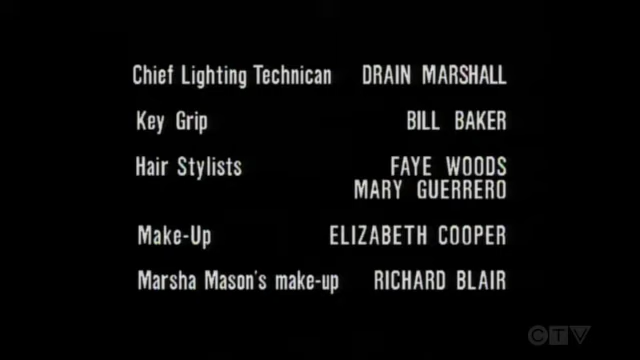 Chief Lighting Technican DRAIN MARSHALL
Key Grip BILL BAKER
Hair Stylists FAYE WOODS
MARY GUERRERO
Make-Up ELIZABETH COOPER
Marsha Mason's make-up RICHARD BLAIR
CTV